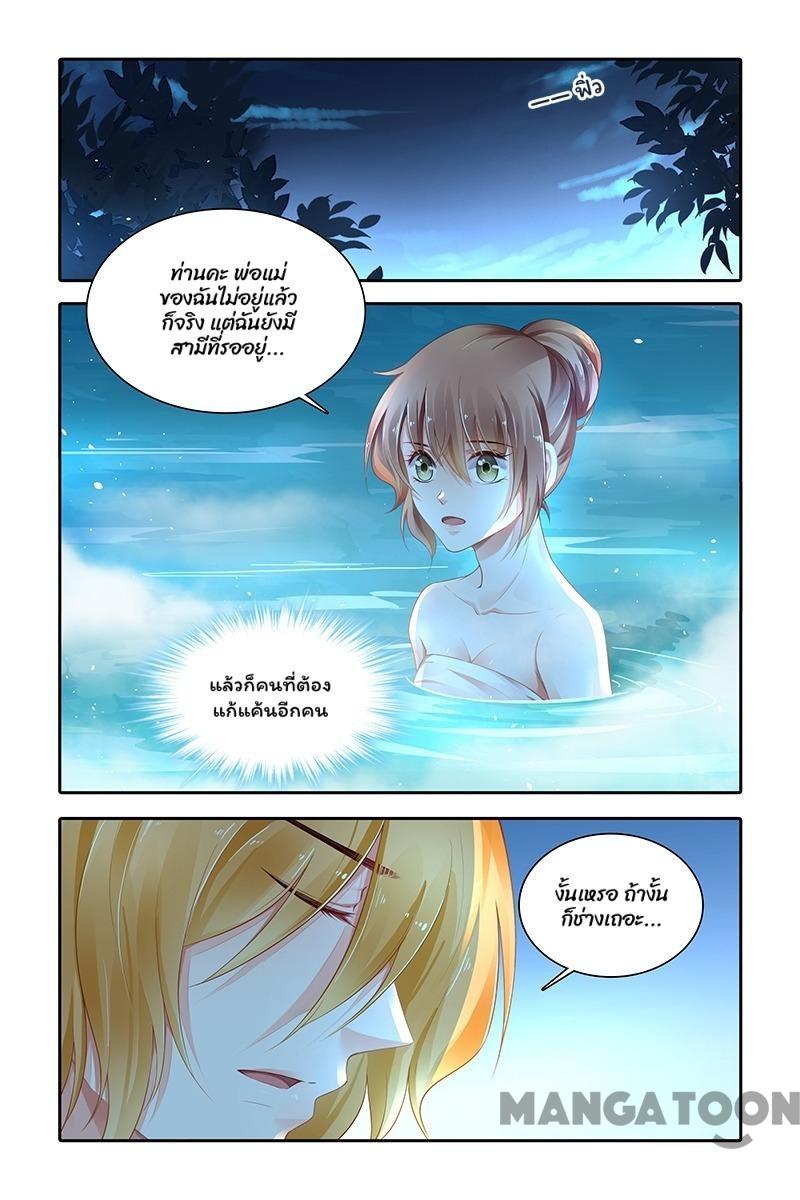 —— ฟิ่ว
ท่านคะ พ่อแม่
ของฉันไม่อยู่แล้ว
ก็จริง แต่ฉันยังมี
สามีที่รออยู่...
แล้วก็คนที่ต้อง
แก้แค้นอีกคน
งั้นเหรอ ถ้างั้น
ก็ช่างเถอะ...
MANGATOON